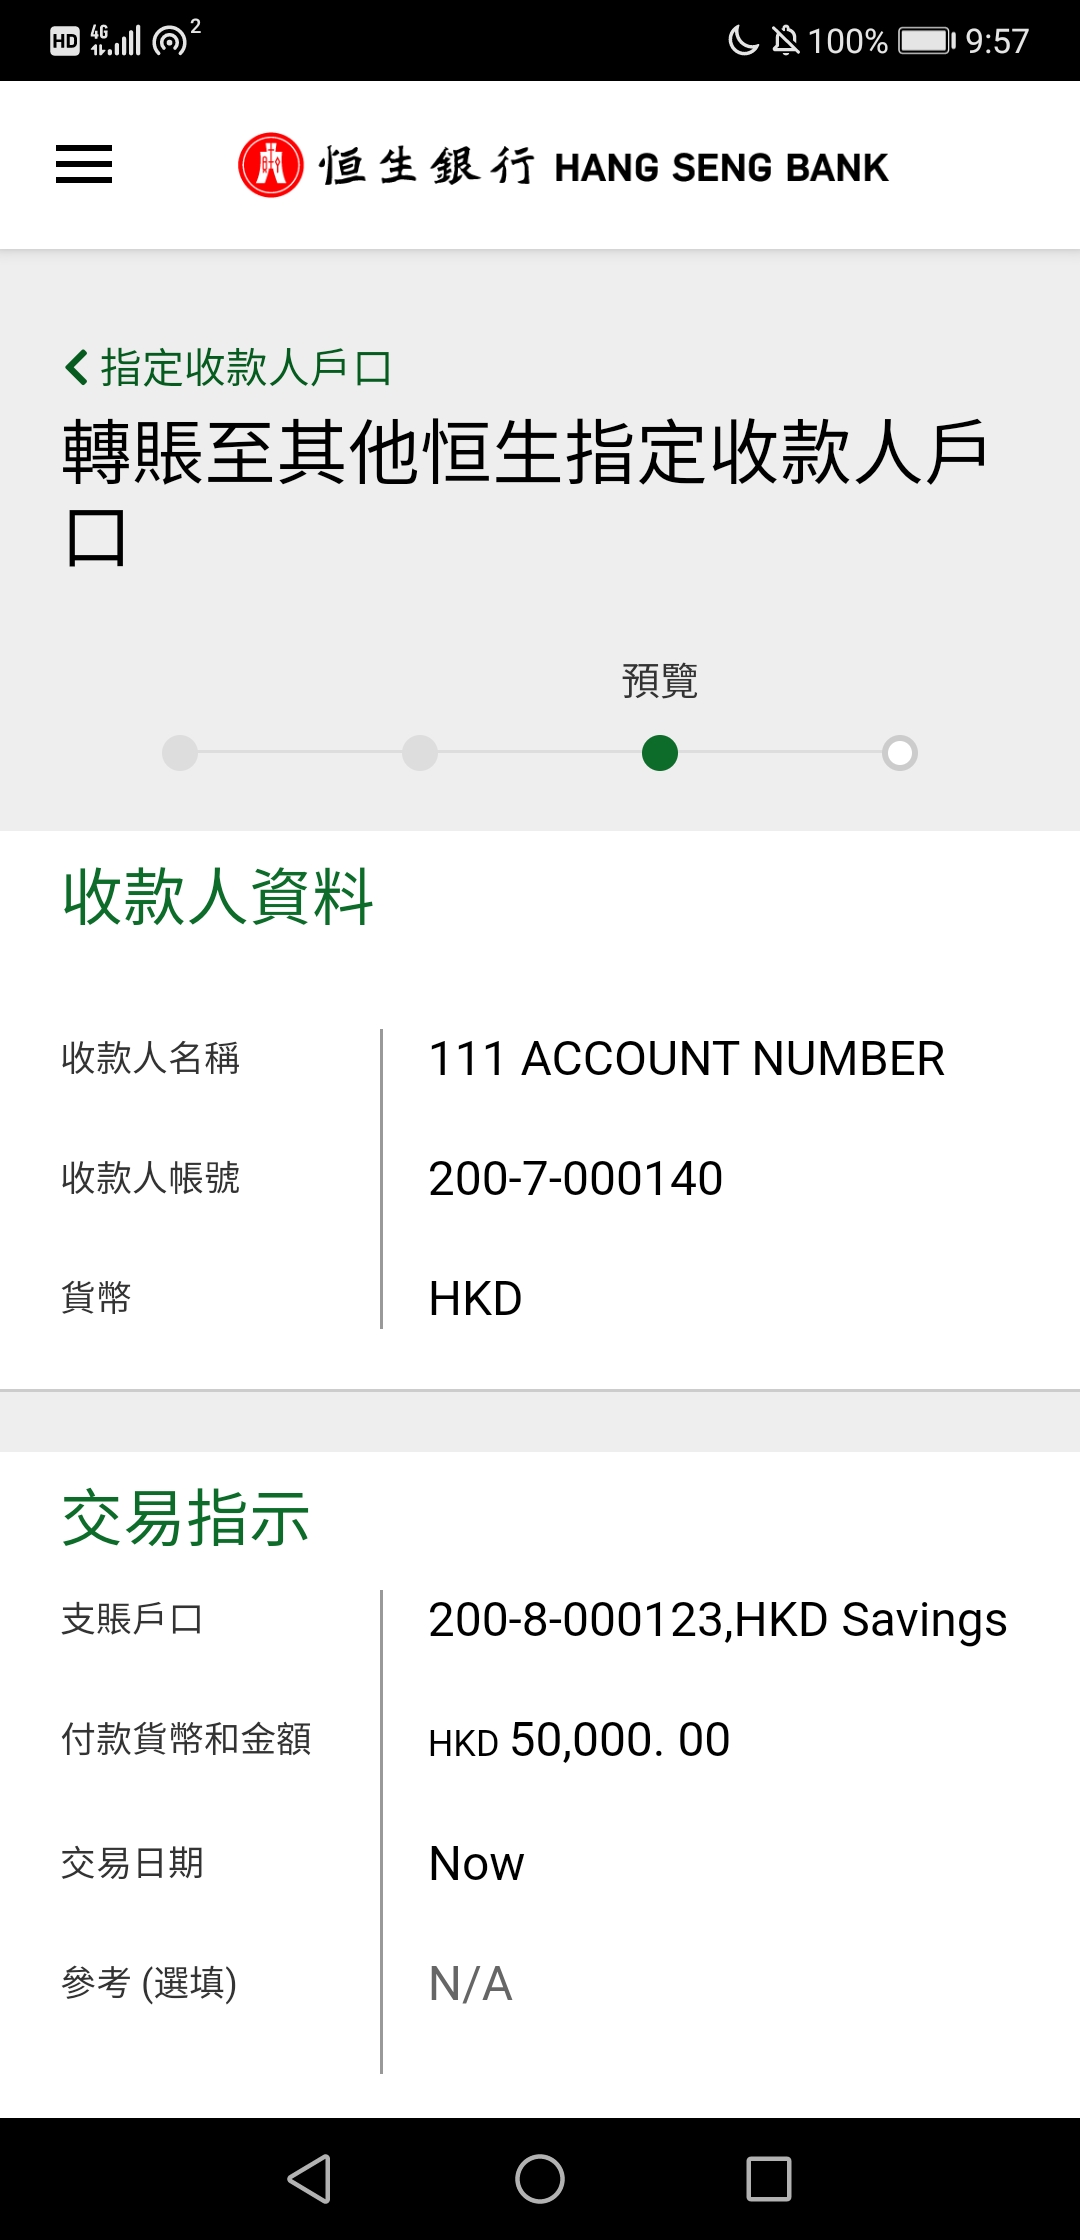 HD 4G 2 100% 9:57
恒生銀行 HANG SENG BANK
指定收款人戶口
轉賬至其他恒生指定收款人戶
口
預覽
收款人資料
收款人名稱 111 ACCOUNT NUMBER
收款人帳號 200-7-000140
貨幣 HKD
交易指示
支賬戶口 200-8-000123,HKD Savings
付款貨幣和金額 HKD 50,000. 00
交易日期 Now
參考 (選填) N/A